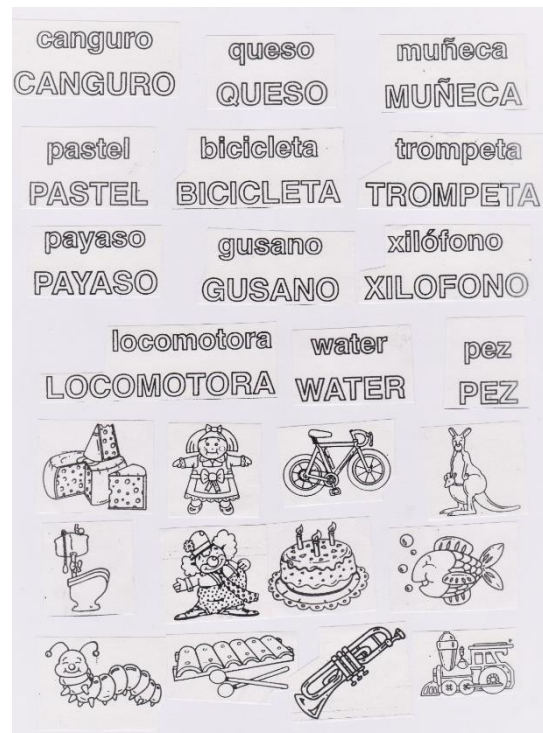 canguro queso muñeca
CANGURO QUESO MUÑECA
pastel bicicleta trompeta
PASTEL BICICLETA TROMPETA
payaso gusano xilófono
PAYASO GUSANO XILOFONO
locomotora water pez
LOCOMOTORA WATER PEZ